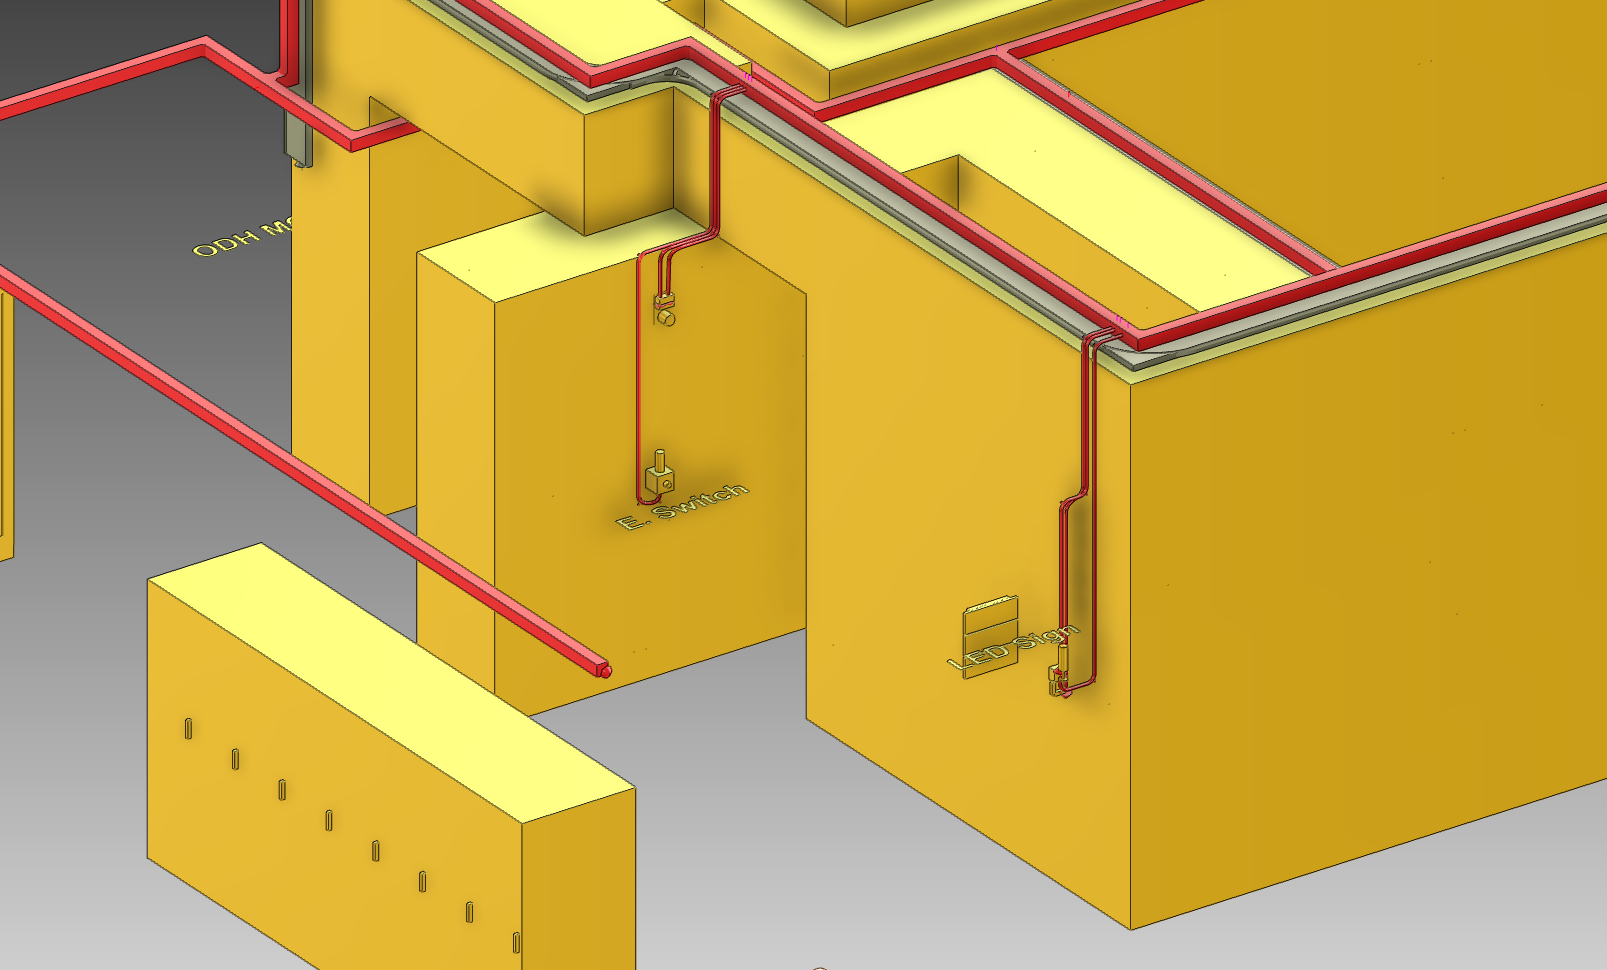 ODH
E. Switch
LED Sign